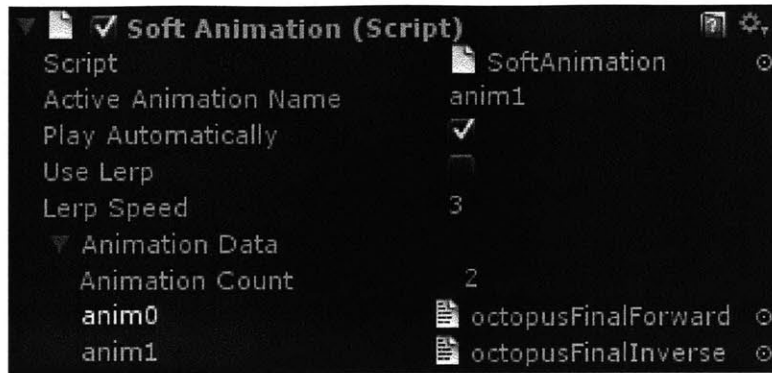 Soft Animation (Script)
Script SoftAnimation
Active Animation Name anim1
Play Automatically
Use Lerp
Lerp Speed 3
Animation Data
Animation Count 2
anim0 octopusFinalForward
anim1 octopusFinalInverse